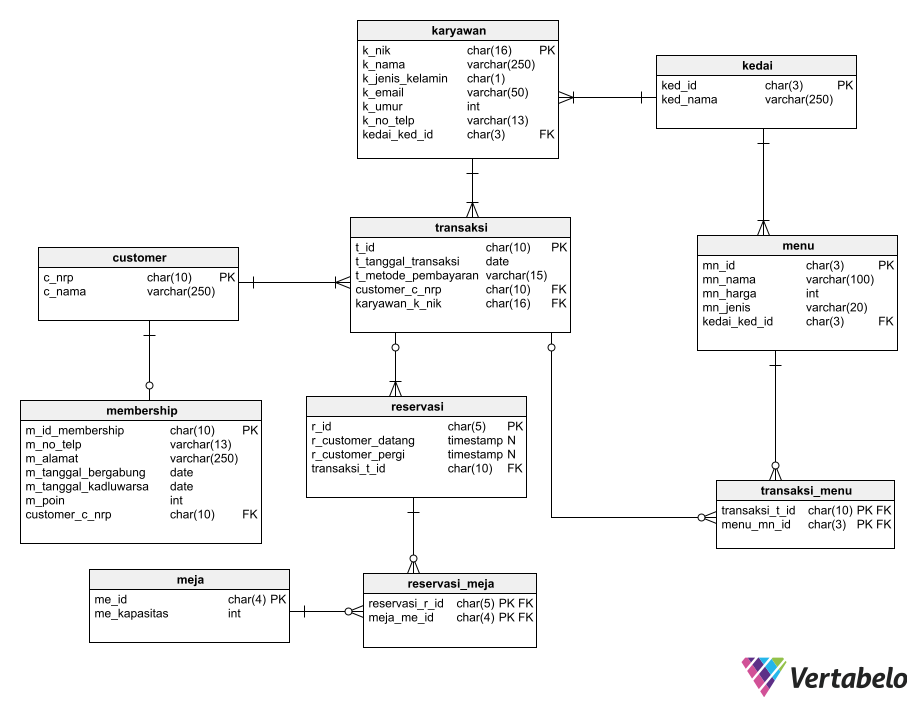 karyawan
k_nik char(16) PK
k_nama varchar(250)
k_jenis_kelamin char(1)
k_email varchar(50)
k_umur int
k_no_telp varchar(13)
kedai_ked_id char(3) FK
kedai
ked_id char(3) PK
ked_nama varchar(250)
transaksi
t_id char(10) PK
t_tanggal_transaksi date
t_metode_pembayaran varchar(15)
customer_c_nrp char(10) FK
karyawan_k_nik char(16) FK
customer
c_nrp char(10) PK
c_nama varchar(250)
menu
mn_id char(3) PK
mn_nama varchar(100)
mn_harga int
mn_jenis varchar(20)
kedai_ked_id char(3) FK
membership
m_id_membership char(10) PK
m_no_telp varchar(13)
m_alamat varchar(250)
m_tanggal_bergabung date
m_tanggal_kadluwarsa date
m_poin int
customer_c_nrp char(10) FK
reservasi
r_id char(5) PK
r_customer_datang timestamp N
r_customer_pergi timestamp N
transaksi_t_id char(10) FK
transaksi_menu
transaksi_t_id char(10) PK FK
menu_mn_id char(3) PK FK
meja
me_id char(4) PK
me_kapasitas int
reservasi_meja
reservasi_r_id char(5) PK FK
meja_me_id char(4) PK FK
Vertabelo